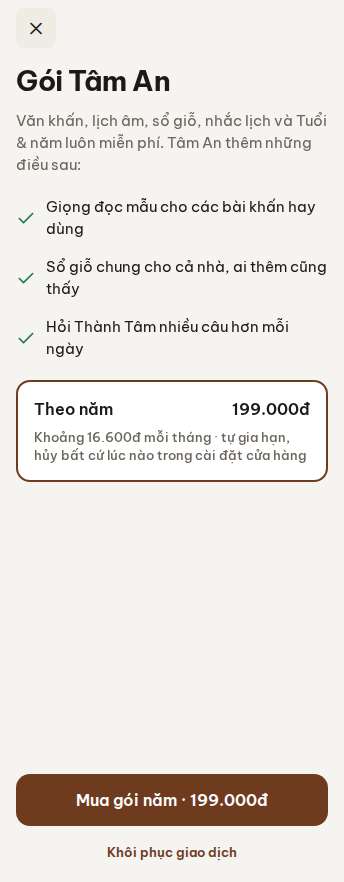 Gói Tâm An
Văn khấn, lịch âm, sổ giỗ, nhắc lịch và Tuổi
& năm luôn miễn phí. Tâm An thêm những
điều sau:
Giọng đọc mẫu cho các bài khấn hay
dùng
Sổ giỗ chung cho cả nhà, ai thêm cũng
thấy
Hỏi Thành Tâm nhiều câu hơn mỗi
ngày
Theo năm 199.000đ
Khoảng 16.600đ mỗi tháng · tự gia hạn,
hủy bất cứ lúc nào trong cài đặt cửa hàng
Mua gói năm · 199.000đ
Khôi phục giao dịch